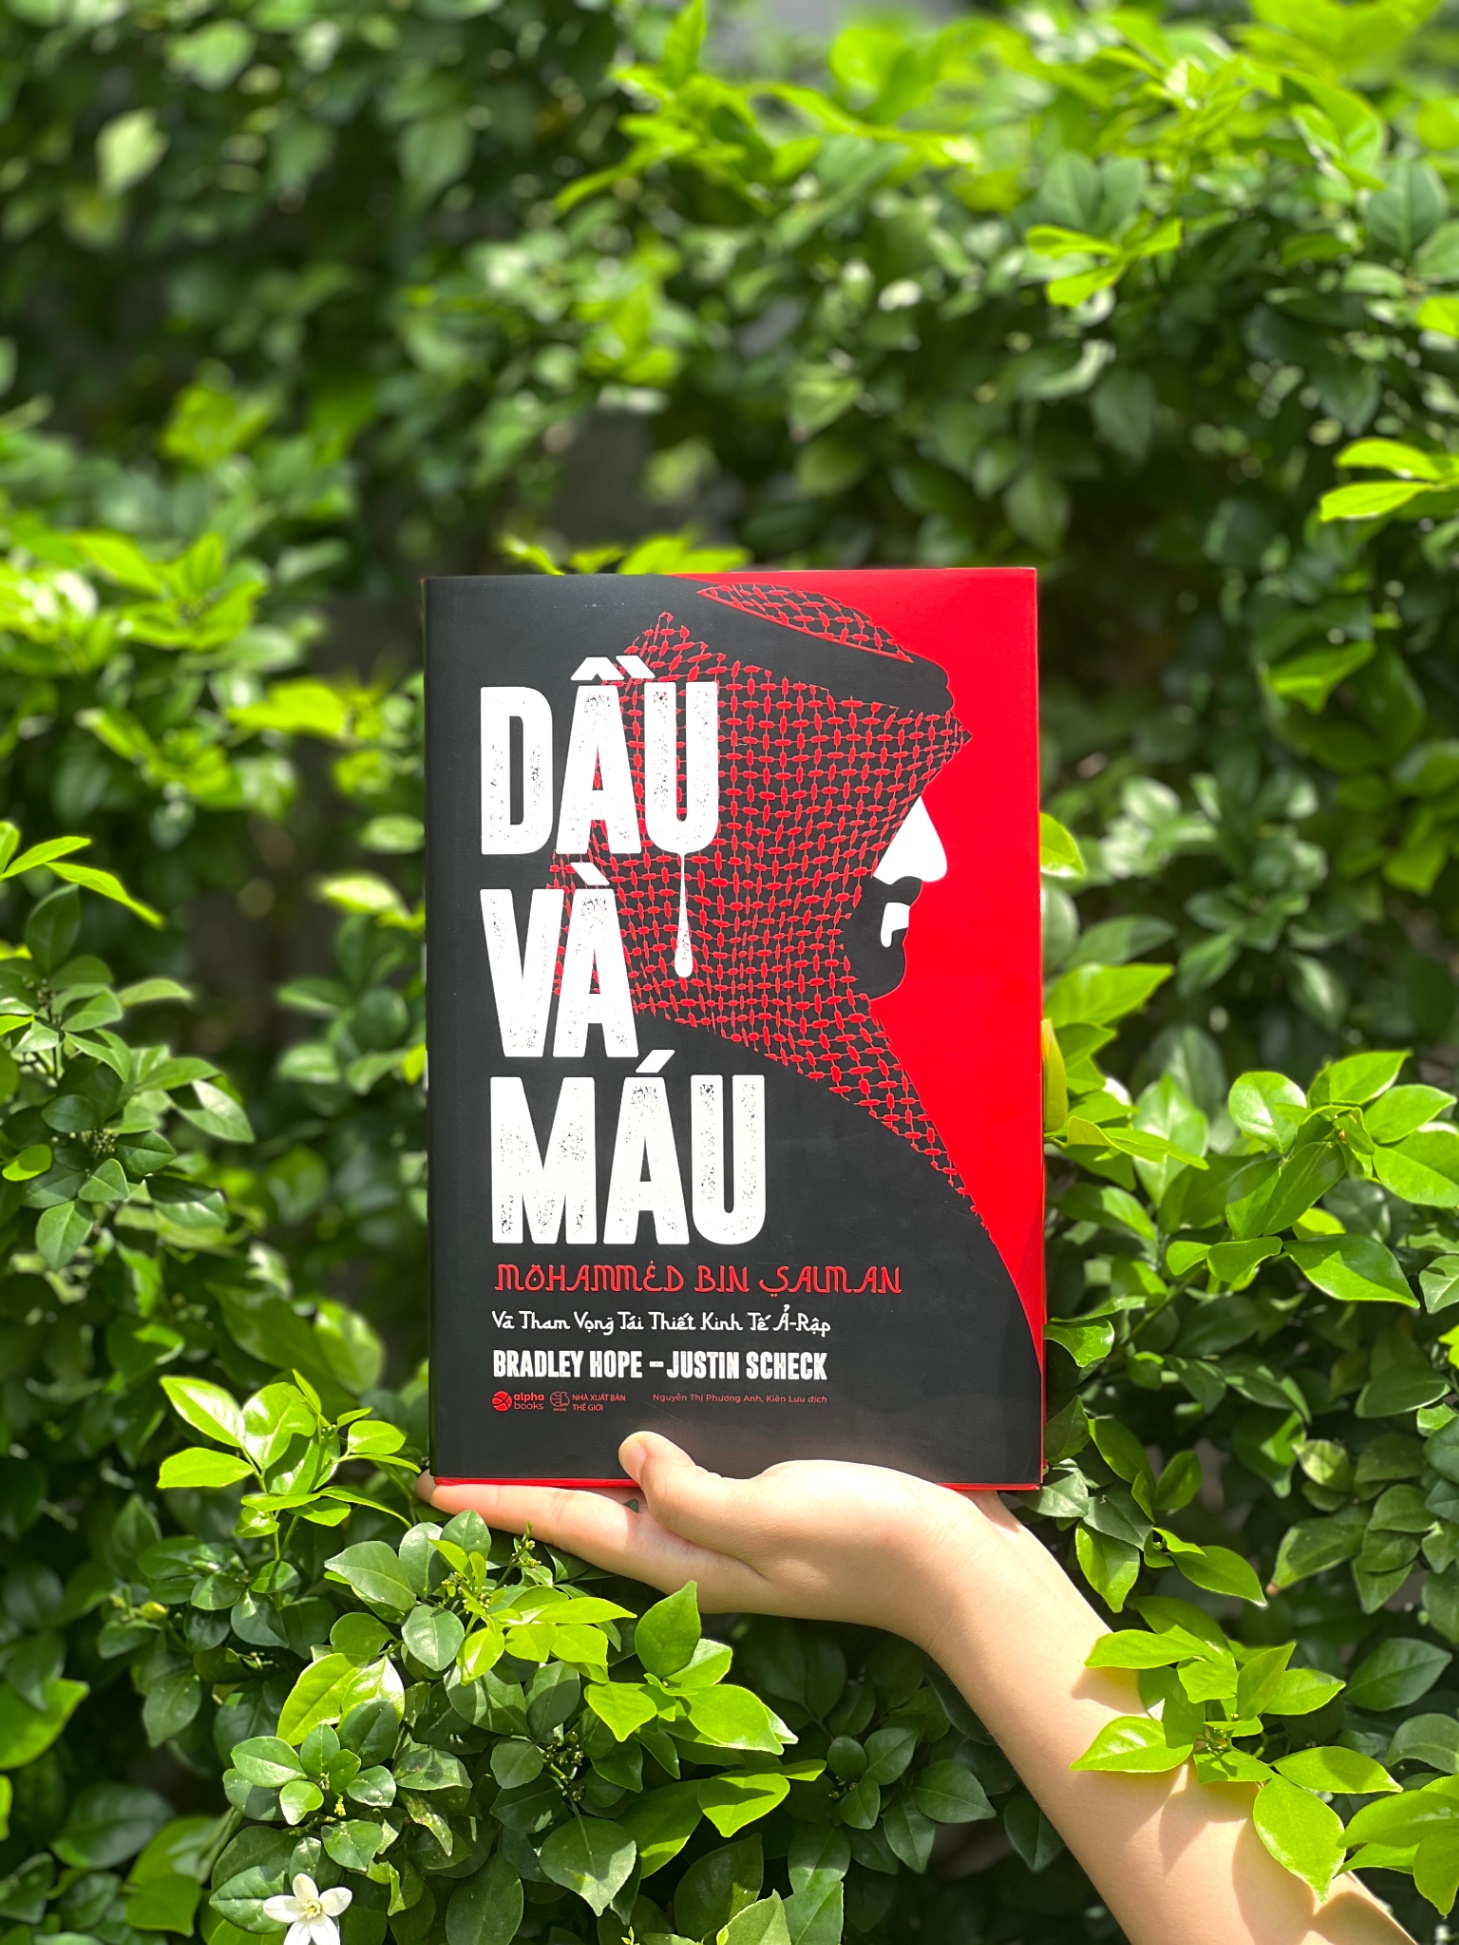 DẦU
VÀ
MÁU
MOHAMMED BIN SALMAN
Và Tham Vọng Tái Thiết Kinh Tế Ả-Rập
BRADLEY HOPE – JUSTIN SCHECK
alpha books
NHÀ XUẤT BẢN THẾ GIỚI
Nguyễn Thị Phương Anh, Kiên Lưu dịch